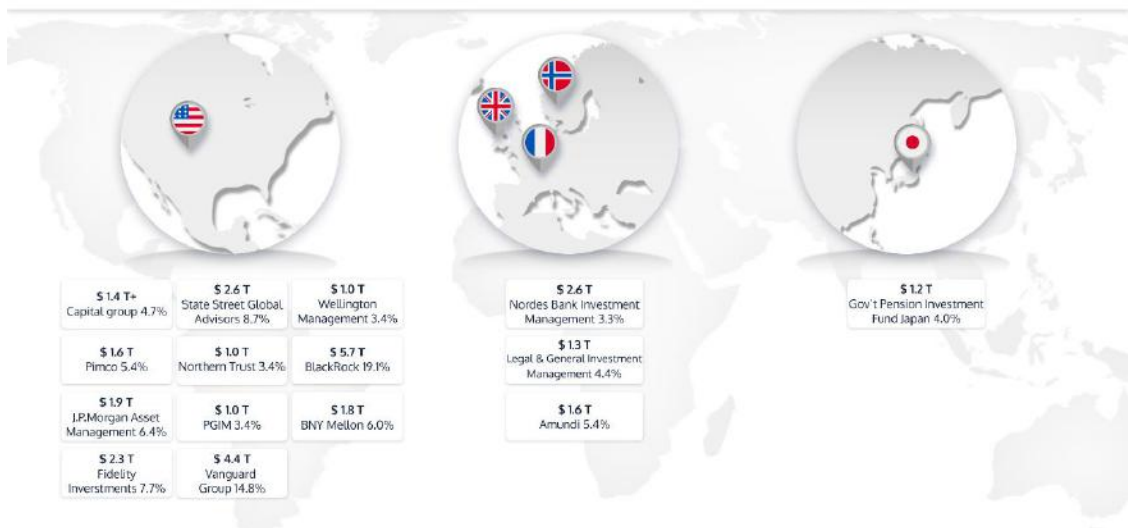 $ 1.4 T+
Capital group 4.7%
$ 2.6 T
State Street Global
Advisors 8.7%
$ 1.0 T
Wellington
Management 3.4%
$ 1.6 T
Pimco 5.4%
$ 1.0 T
Northern Trust 3.4%
$ 5.7 T
BlackRock 19.1%
$ 1.9 T
J.P.Morgan Asset
Management 6.4%
$ 1.0 T
PGIM 3.4%
$ 1.8 T
BNY Mellon 6.0%
$ 2.3 T
Fidelity
Inverstments 7.7%
$ 4.4 T
Vanguard
Group 14.8%
$ 2.6 T
Nordes Bank Investment
Management 3.3%
$ 1.3 T
Legal & General Investment
Management 4.4%
$ 1.6 T
Amundi 5.4%
$ 1.2 T
Gov't Pension Investment
Fund Japan 4.0%